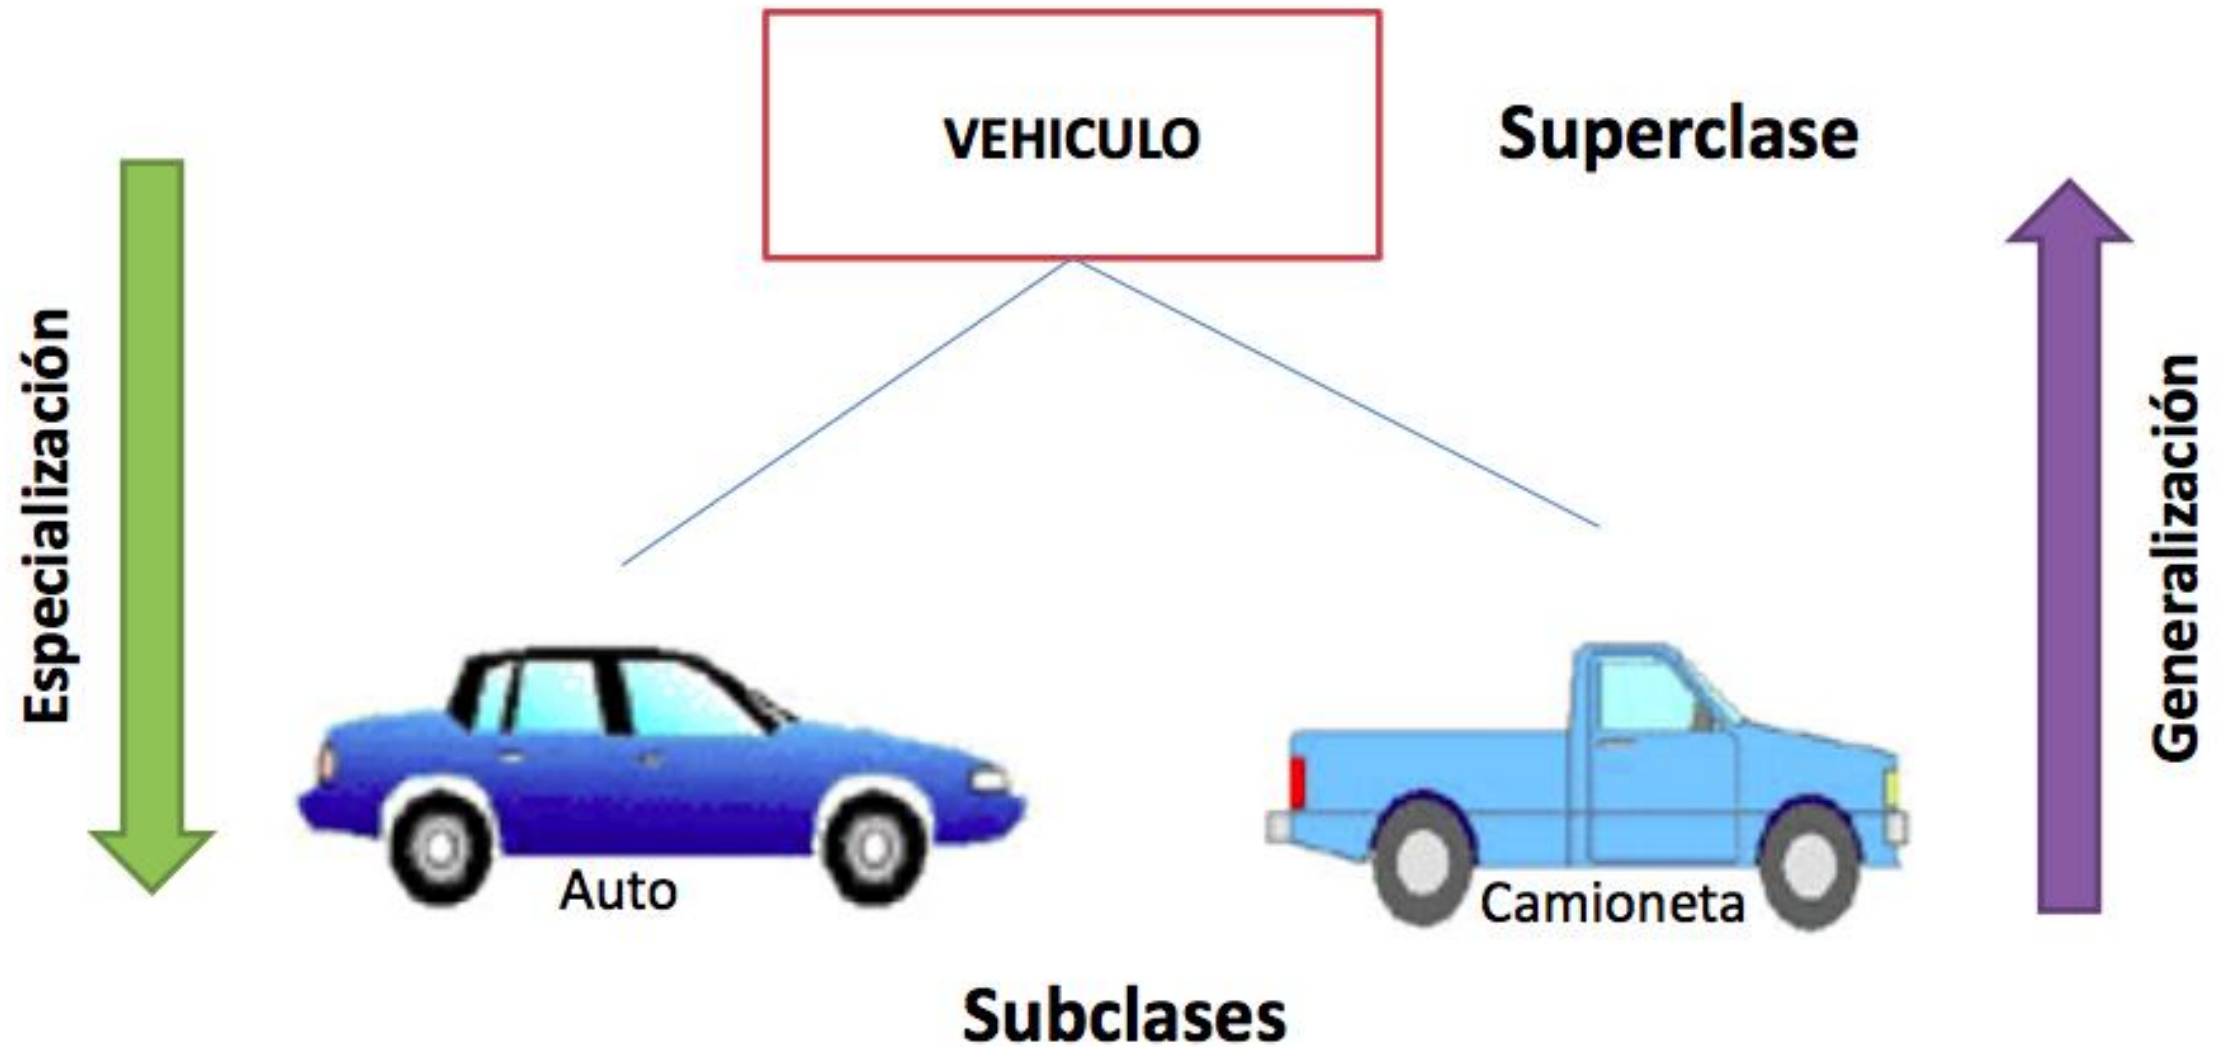 VEHICULO
Superclase
Especialización
Generalización
Auto
Camioneta
Subclases